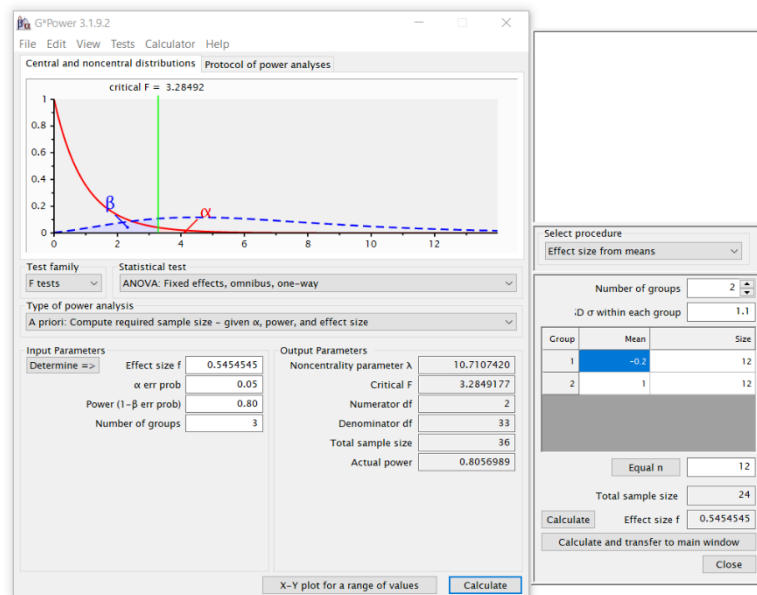 G*Power 3.1.9.2
File Edit View Tests Calculator Help
Central and noncentral distributions Protocol of power analyses
critical F = 3.28492
1
0.8
0.6
0.4
0.2
0
β
α
0 2 4 6 8 10 12
Test family Statistical test
F tests ANOVA: Fixed effects, omnibus, one-way
Type of power analysis
A priori: Compute required sample size - given α, power, and effect size
Input Parameters Output Parameters
Determine => Effect size f 0.5454545 Noncentrality parameter λ 10.7107420
α err prob 0.05 Critical F 3.2849177
Power (1-β err prob) 0.80 Numerator df 2
Number of groups 3 Denominator df 33
Total sample size 36
Actual power 0.8056989
X-Y plot for a range of values Calculate
Select procedure
Effect size from means
Number of groups 2
SD σ within each group 1.1
Group Mean Size
1 -0.2 12
2 1 12
Equal n 12
Total sample size 24
Calculate Effect size f 0.5454545
Calculate and transfer to main window
Close